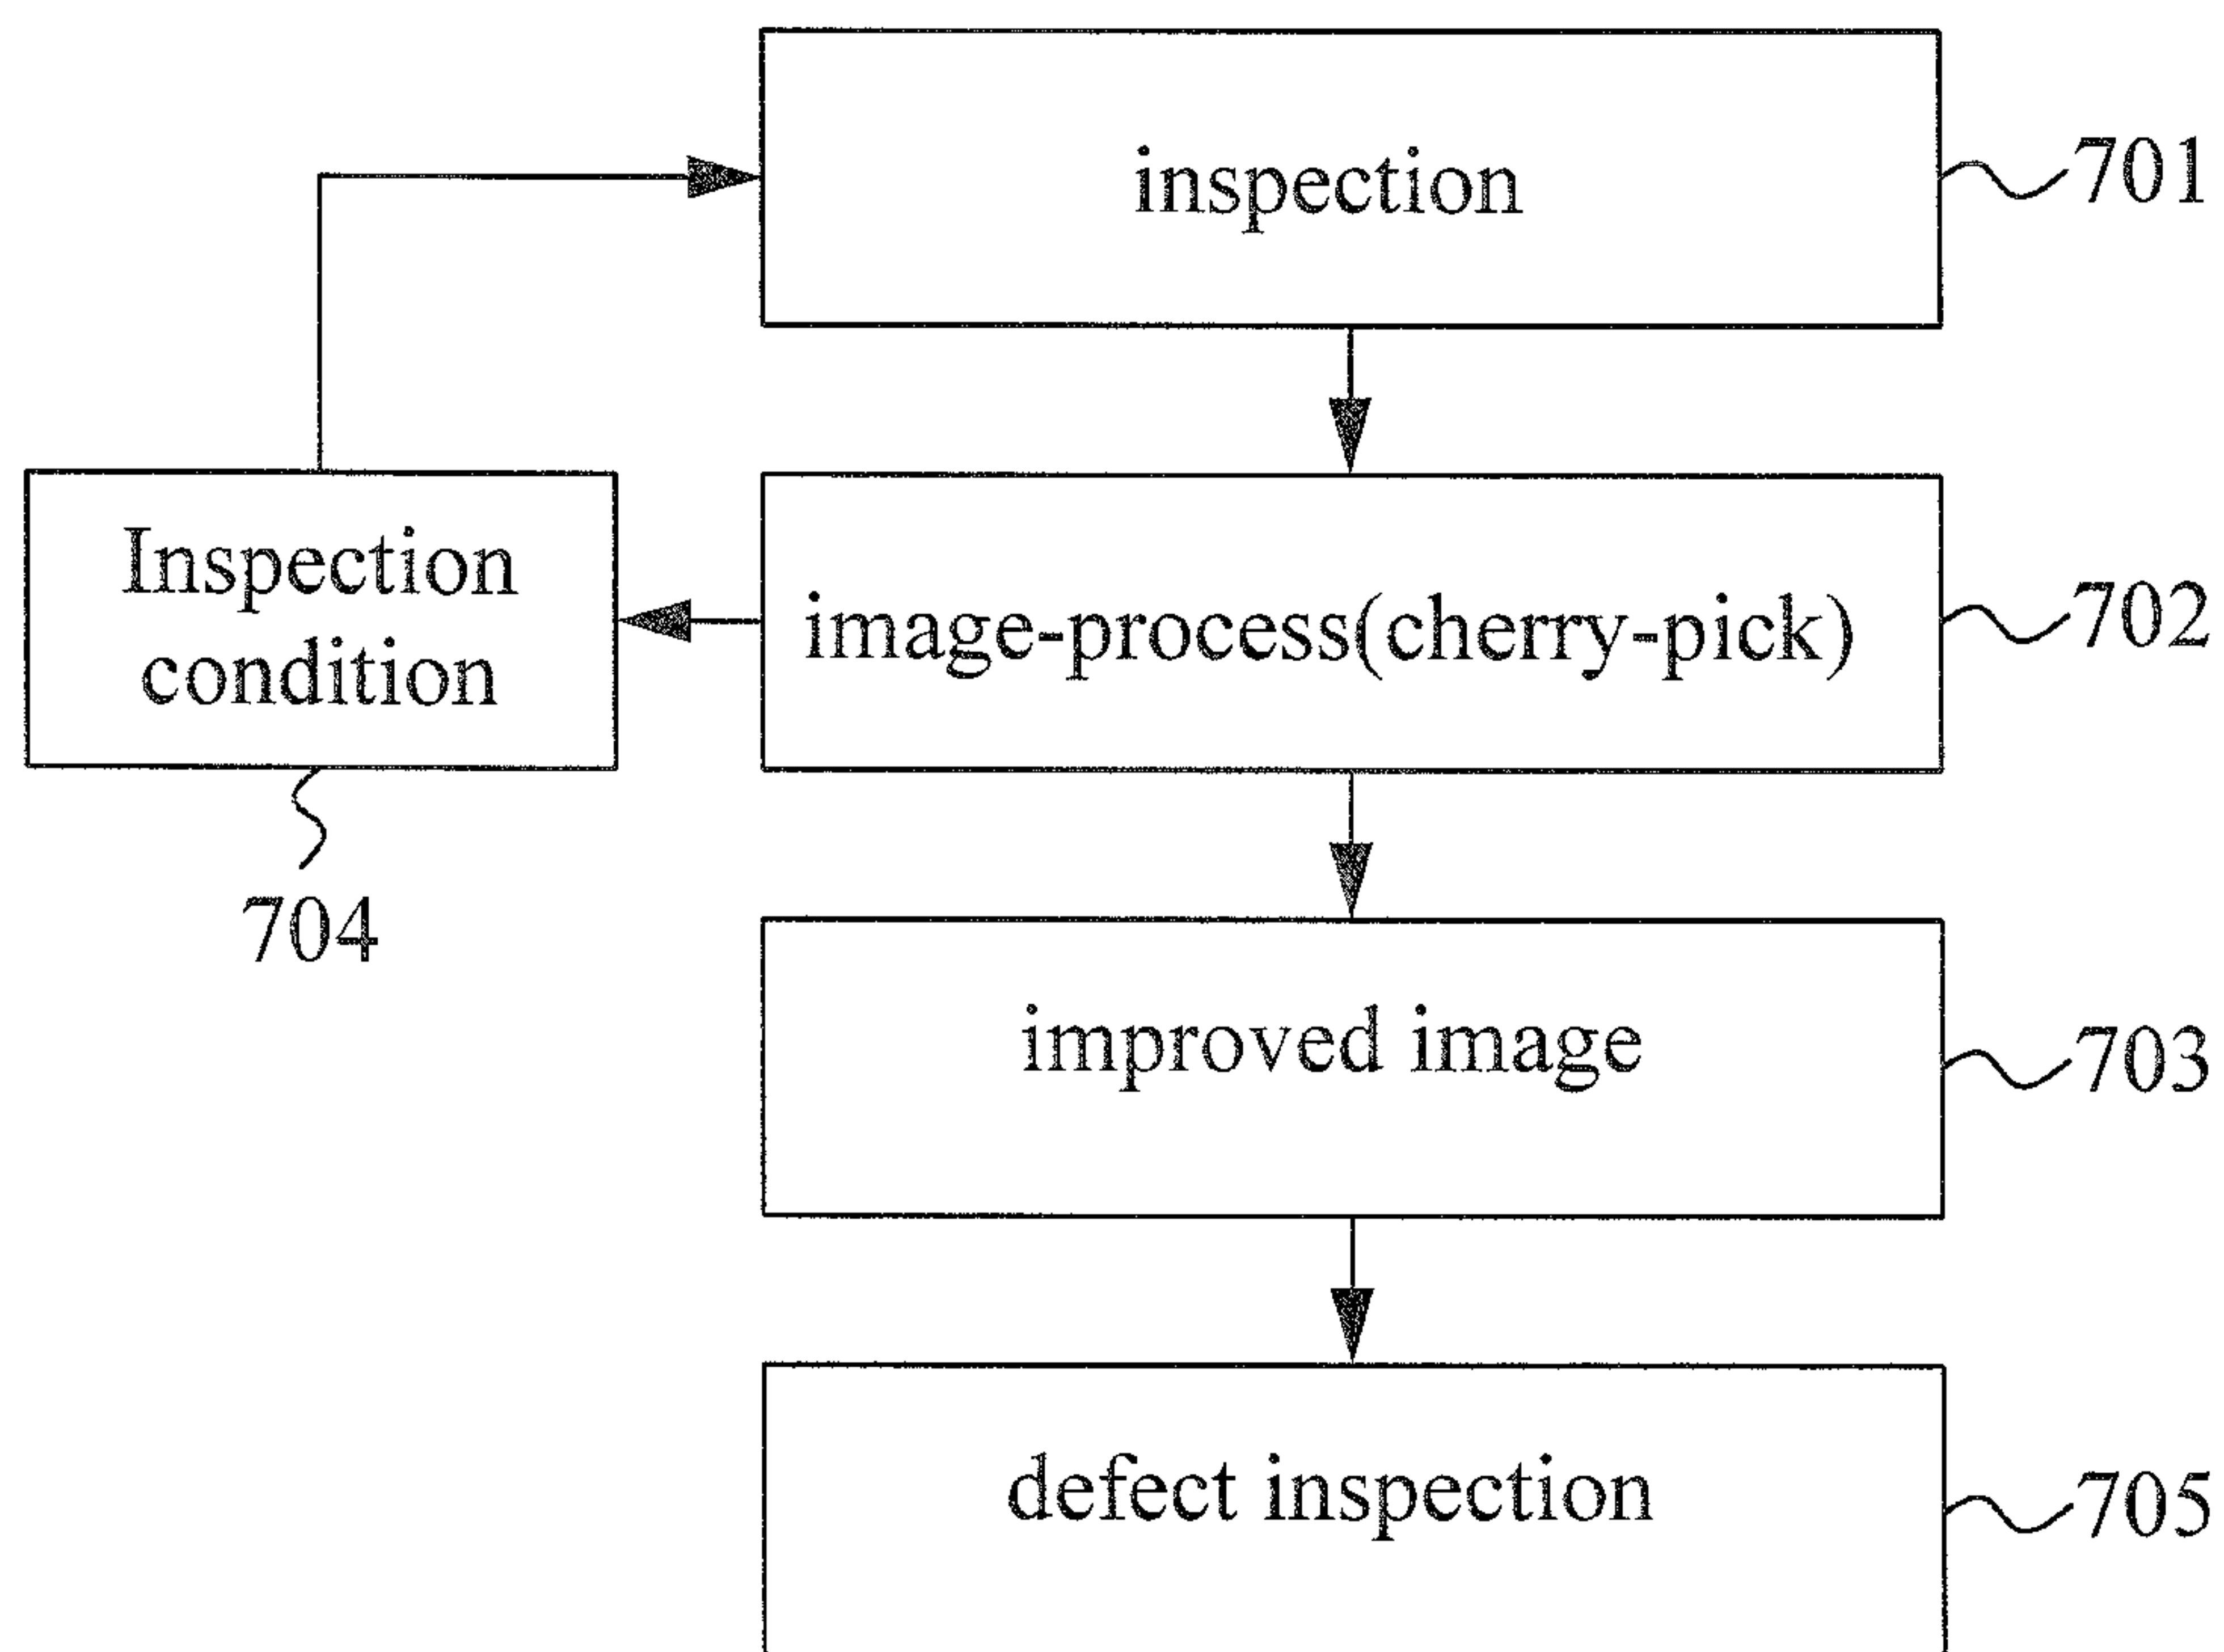 inspection
701
Inspection
condition
image-process(cherry-pick)
702
704
improved image
703
defect inspection
705